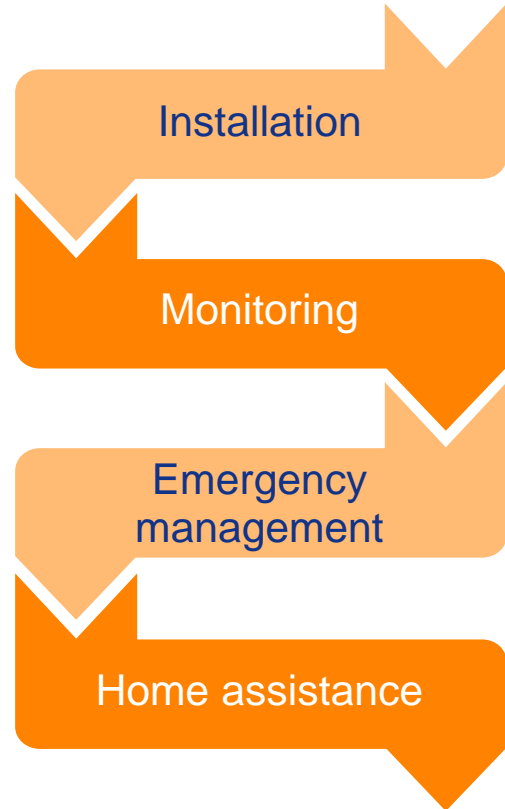 Installation
Monitoring
Emergency
management
Home assistance